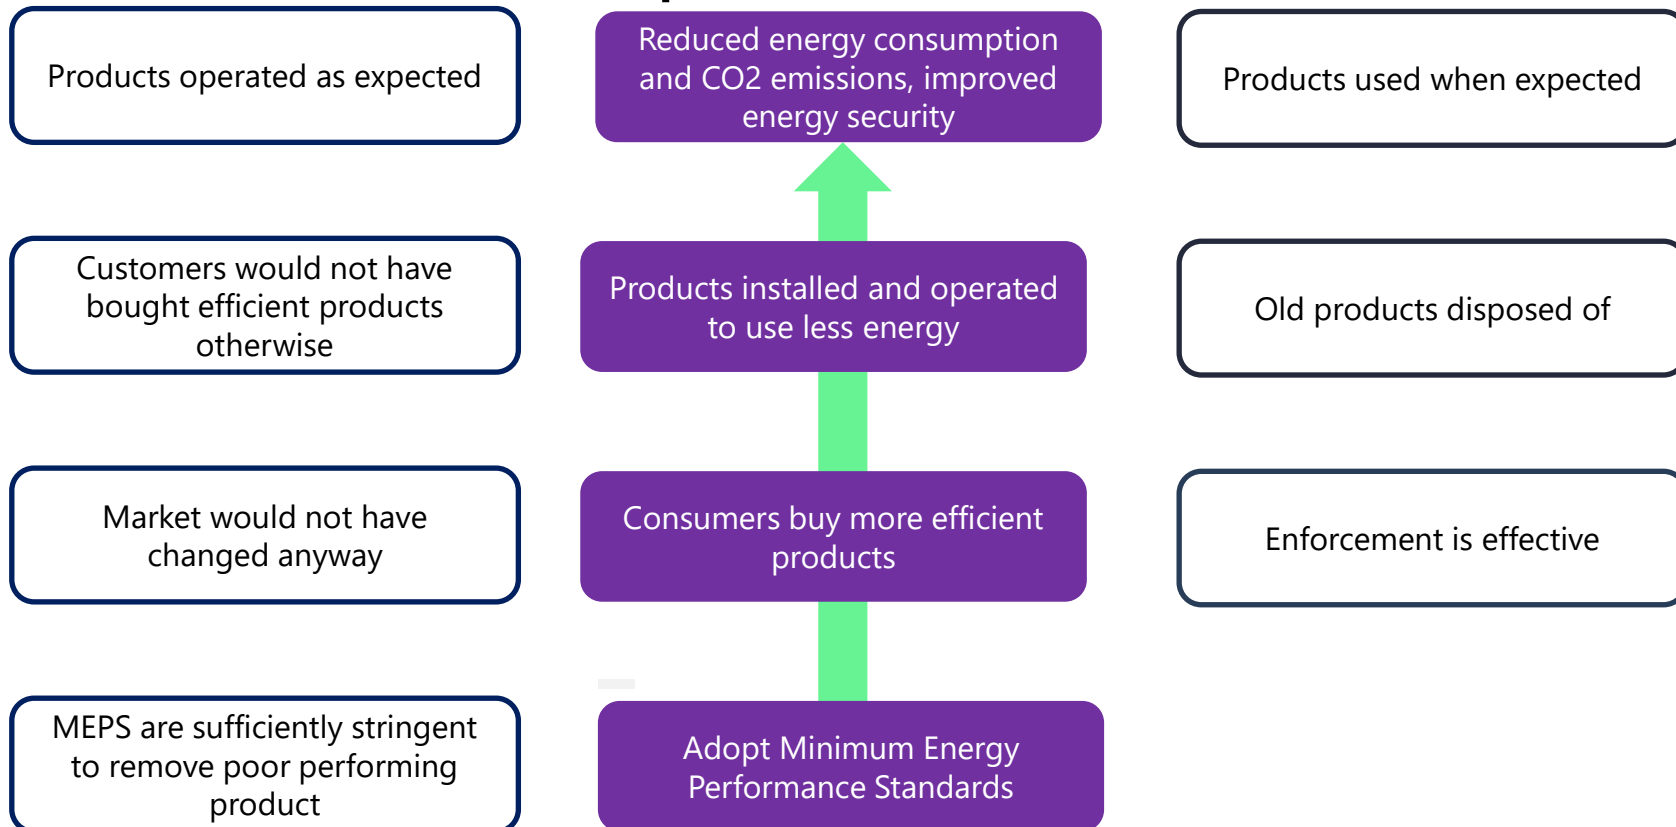 Products operated as expected
Reduced energy consumption
and CO2 emissions, improved
energy security
Products used when expected
Customers would not have
bought efficient products
otherwise
Products installed and operated
to use less energy
Old products disposed of
Market would not have
changed anyway
Consumers buy more efficient
products
Enforcement is effective
MEPS are sufficiently stringent
to remove poor performing
product
Adopt Minimum Energy
Performance Standards